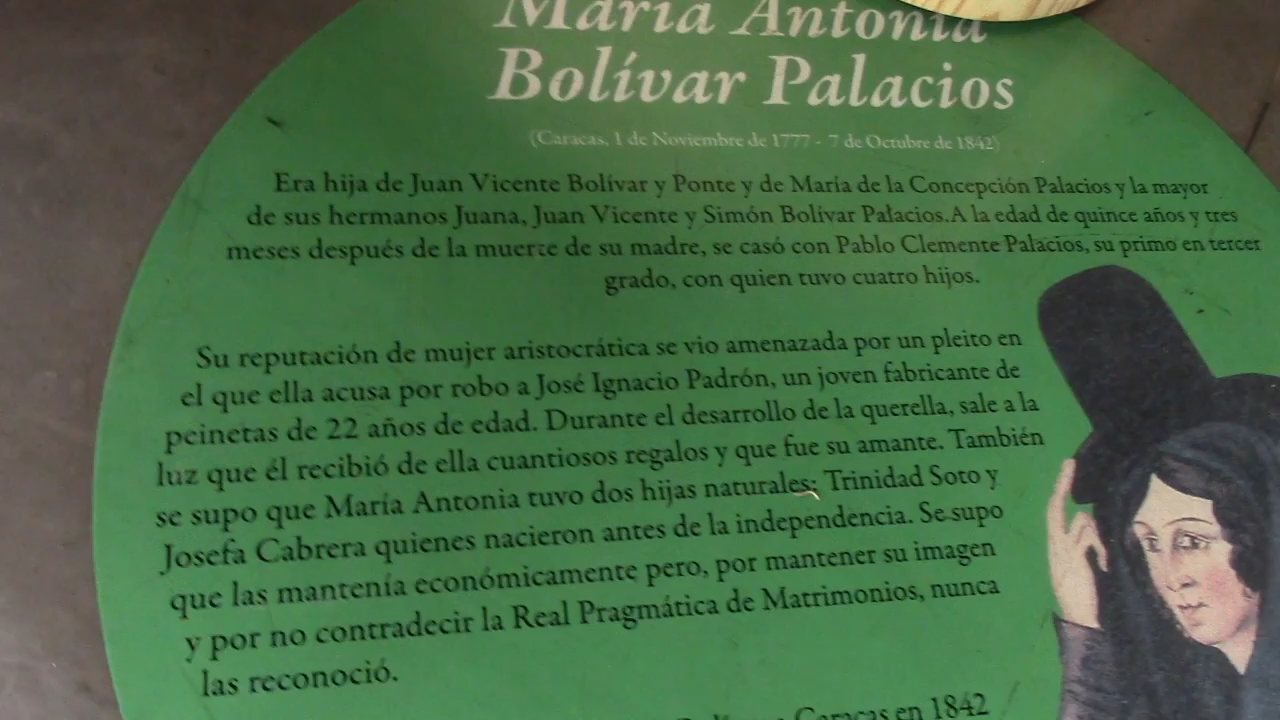 María Antonia
Bolívar Palacios
(Caracas, 1 de Noviembre de 1777 - 7 de Octubre de 1842)
Era hija de Juan Vicente Bolívar y Ponte y de María de la Concepción Palacios y la mayor
de sus hermanos Juana, Juan Vicente y Simón Bolívar Palacios.A la edad de quince años y tres
meses después de la muerte de su madre, se casó con Pablo Clemente Palacios, su primo en tercer
grado, con quien tuvo cuatro hijos.
Su reputación de mujer aristocrática se vio amenazada por un pleito en
el que ella acusa por robo a José Ignacio Padrón, un joven fabricante de
peinetas de 22 años de edad. Durante el desarrollo de la querella, sale a la
luz que él recibió de ella cuantiosos regalos y que fue su amante. También
se supo que María Antonia tuvo dos hijas naturales; Trinidad Soto y
Josefa Cabrera quienes nacieron antes de la independencia. Se supo
que las mantenía económicamente pero, por mantener su imagen
y por no contradecir la Real Pragmática de Matrimonios, nunca
las reconoció.
Caracas en 1842